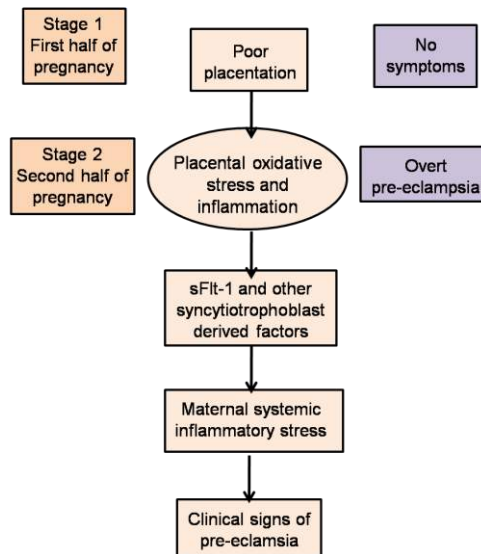 Stage 1
First half of
pregnancy
Poor
placentation
No
symptoms
Stage 2
Second half of
pregnancy
Placental oxidative
stress and
inflammation
Overt
pre-eclampsia
sFlt-1 and other
syncytiotrophoblast
derived factors
Maternal systemic
inflammatory stress
Clinical signs of
pre-eclamsia